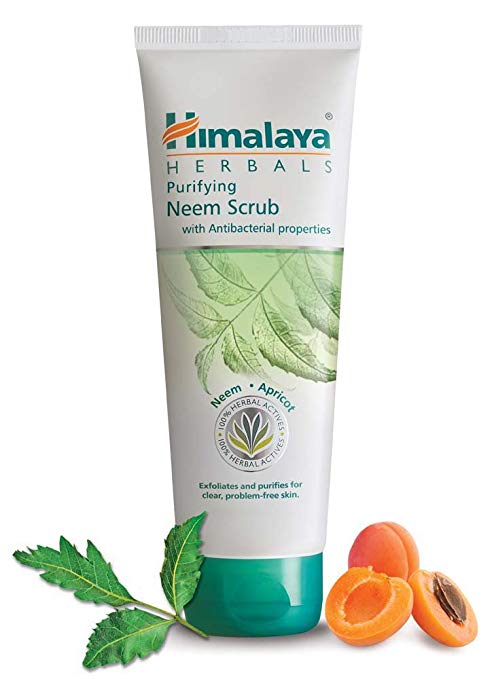 Himalaya®
HERBALS
Purifying
Neem Scrub
with Antibacterial properties
Neem • Apricot
100% HERBAL ACTIVES
100% HERBAL ACTIVES
Exfoliates and purifies for
clear, problem-free skin.